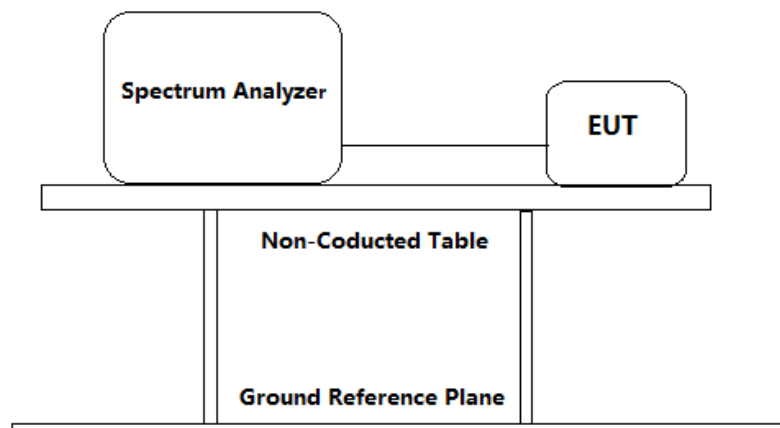 Spectrum Analyzer
EUT
Non-Coducted Table
Ground Reference Plane